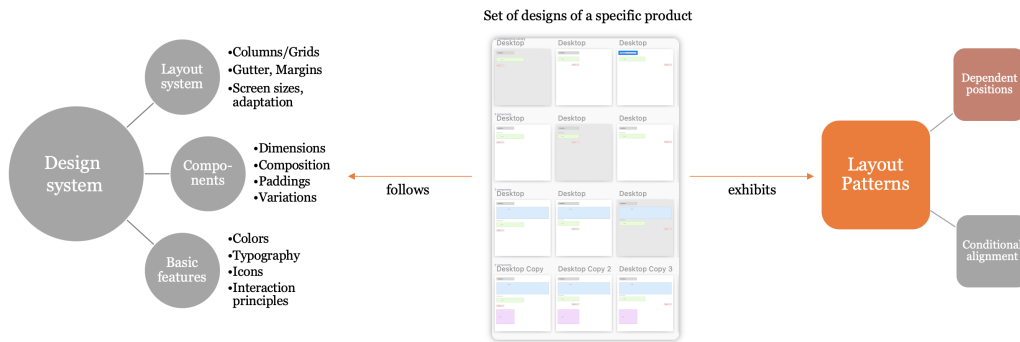 Set of designs of a specific product
Design
system
Layout
system
•Columns/Grids
•Gutter, Margins
•Screen sizes,
adaptation
Compo-
nents
•Dimensions
•Composition
•Paddings
•Variations
Basic
features
•Colors
•Typography
•Icons
•Interaction
principles
follows
Desktop Desktop Desktop
Desktop Desktop Desktop
Desktop Desktop Desktop
Desktop Copy Desktop Copy 2 Desktop Copy 3
exhibits
Layout
Patterns
Dependent
positions
Conditional
alignment